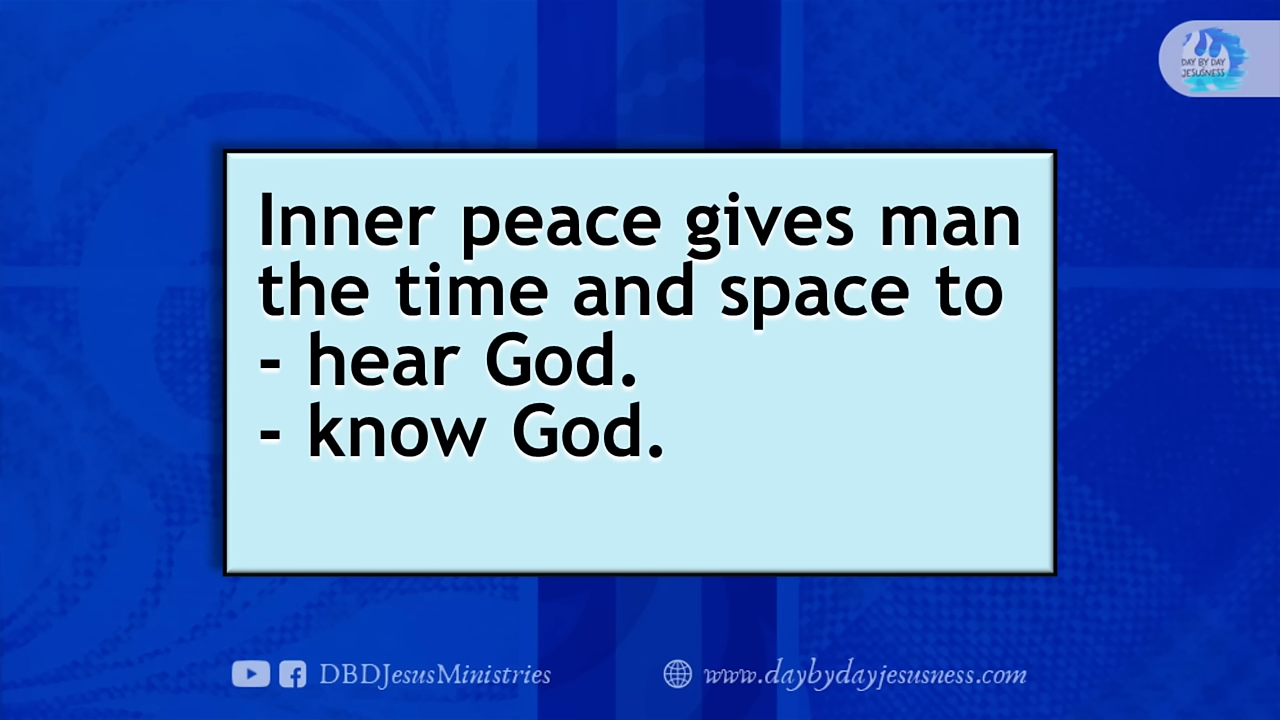 DAY BY DAY
JESUSNESS
Inner peace gives man
the time and space to
- hear God.
- know God.
DBDJesusMinistries
www.daybydayjesusness.com